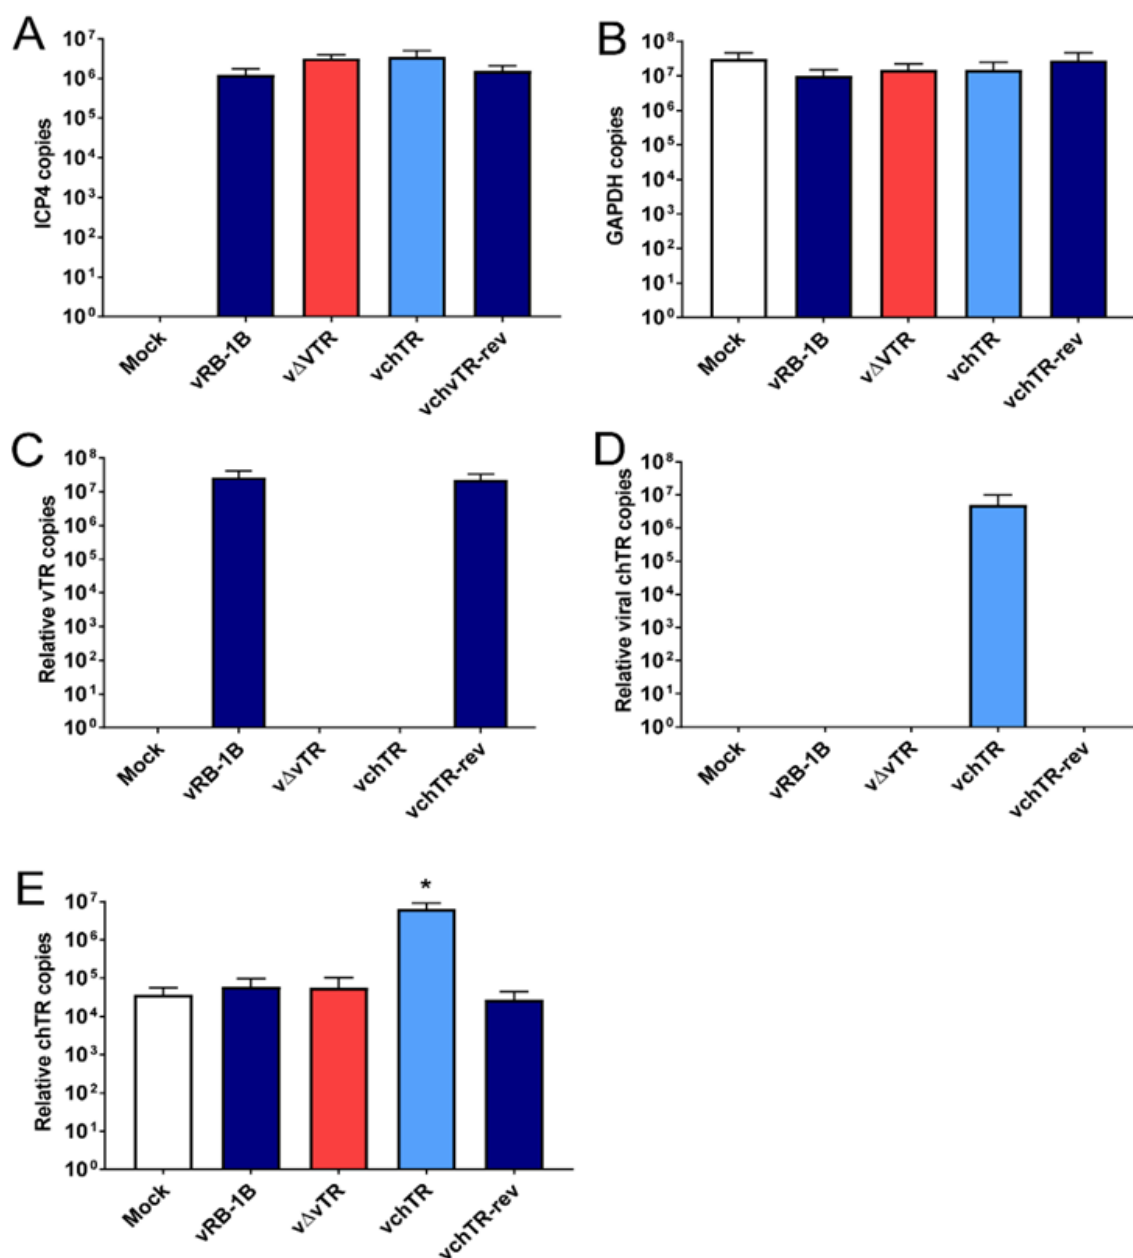 A
ICP4 copies
10⁷
10⁶
10⁵
10⁴
10³
10²
10¹
10⁰
Mock
vRB-1B
vΔVTR
vchTR
vchvTR-rev
B
GAPDH copies
10⁸
10⁷
10⁶
10⁵
10⁴
10³
10²
10¹
10⁰
Mock
vRB-1B
vΔVTR
vchTR
vchTR-rev
C
Relative vTR copies
10⁸
10⁷
10⁶
10⁵
10⁴
10³
10²
10¹
10⁰
Mock
vRB-1B
vΔvTR
vchTR
vchTR-rev
D
Relative viral chTR copies
10⁸
10⁷
10⁶
10⁵
10⁴
10³
10²
10¹
10⁰
Mock
vRB-1B
vΔvTR
vchTR
vchTR-rev
E
Relative chTR copies
10⁷
10⁶
10⁵
10⁴
10³
10²
10¹
10⁰
*
Mock
vRB-1B
vΔvTR
vchTR
vchTR-rev